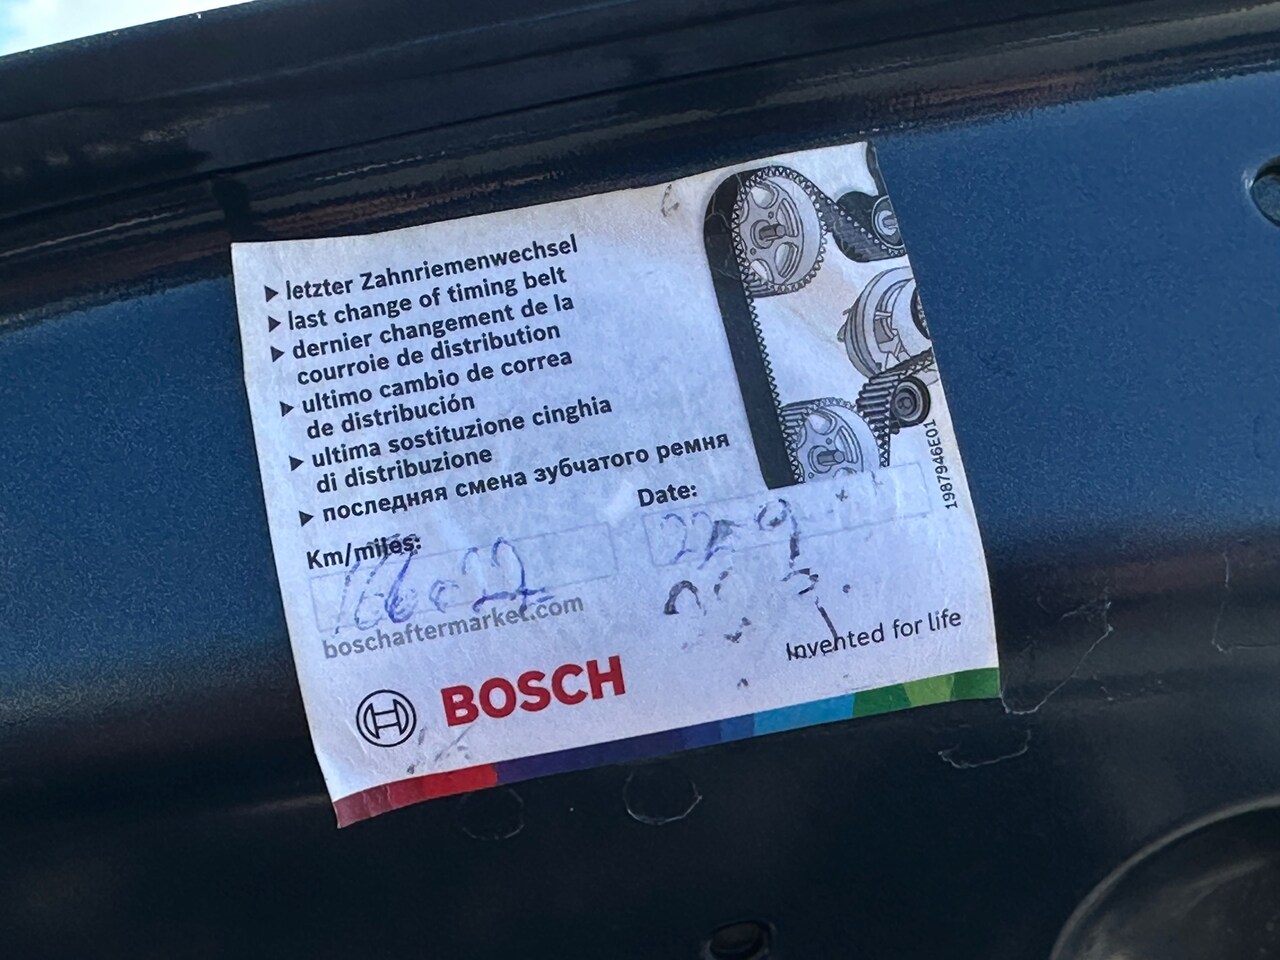 ▶ letzter Zahnriemenwechsel
▶ last change of timing belt
▶ dernier changement de la
courroie de distribution
▶ ultimo cambio de correa
de distribución
▶ ultima sostituzione cinghia
di distribuzione
▶ последняя смена зубчатого ремня
Km/miles:
Date:
boschaftermarket.com
BOSCH
Invented for life
1987946E01